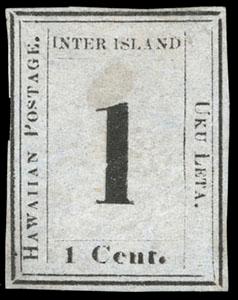 INTER ISLAND
HAWAIIAN POSTAGE.
1
UKU LETA.
1 Cent.